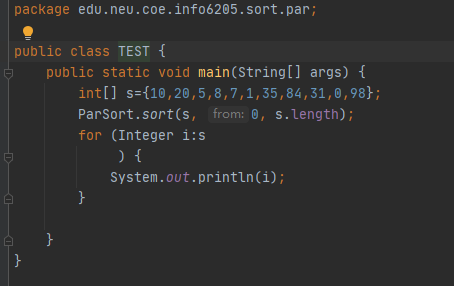 package edu.neu.coe.info6205.sort.par;
public class TEST {
public static void main(String[] args) {
int[] s={10,20,5,8,7,1,35,84,31,0,98};
ParSort.sort(s, from: 0, s.length);
for (Integer i:s
) {
System.out.println(i);
}
}
}